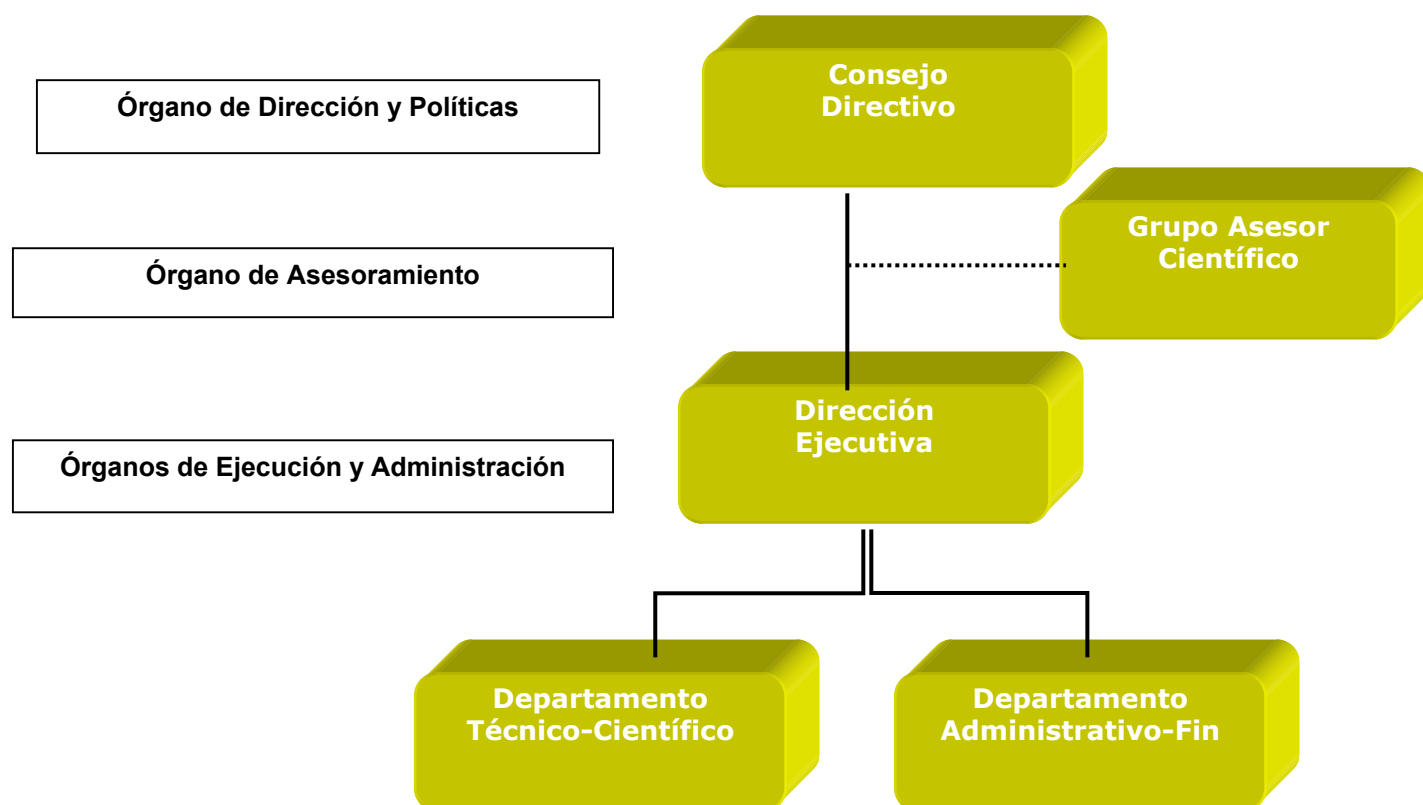 Consejo
Directivo
Órgano de Dirección y Políticas
Grupo Asesor
Científico
Órgano de Asesoramiento
Dirección
Ejecutiva
Órganos de Ejecución y Administración
Departamento
Técnico-Científico
Departamento
Administrativo-Fin